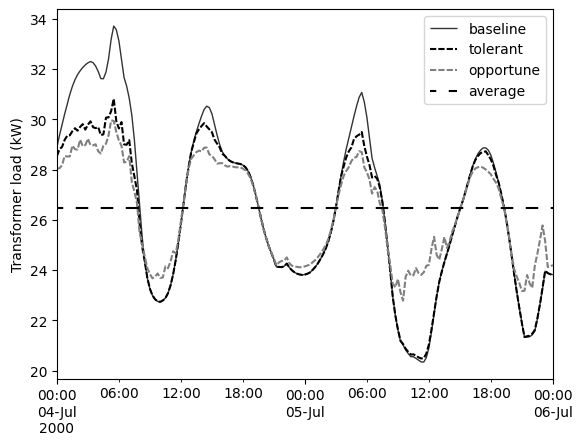 34
32
30
28
26
24
22
20
Transformer load (kW)
baseline
tolerant
opportune
average
00:00 06:00 12:00 18:00 00:00 06:00 12:00 18:00 00:00
04-Jul 05-Jul 06-Jul
2000